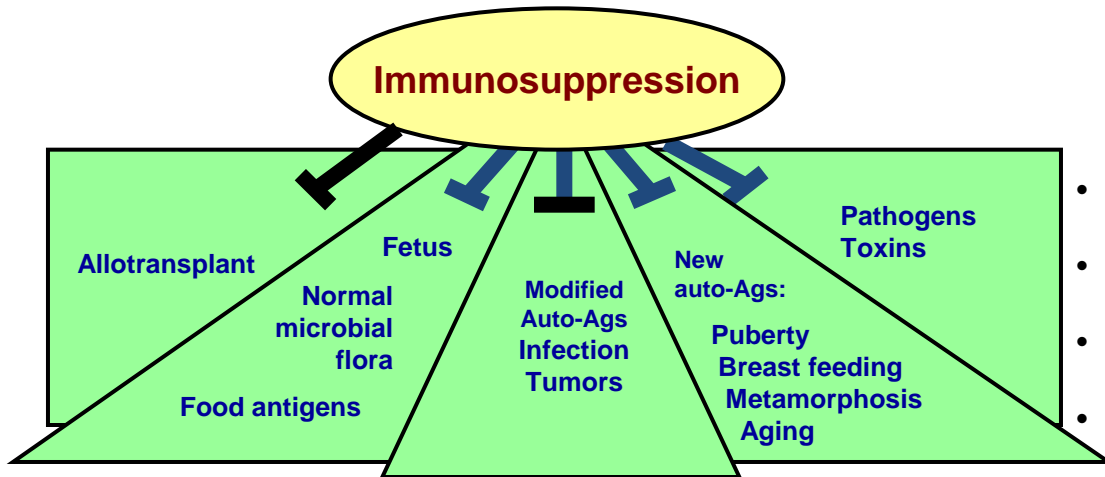 Immunosuppression
Allotransplant
Fetus
Normal
microbial
flora
Food antigens
Modified
Auto-Ags
Infection
Tumors
New
auto-Ags:
Puberty
Breast feeding
Metamorphosis
Aging
Pathogens
Toxins
•
•
•
•